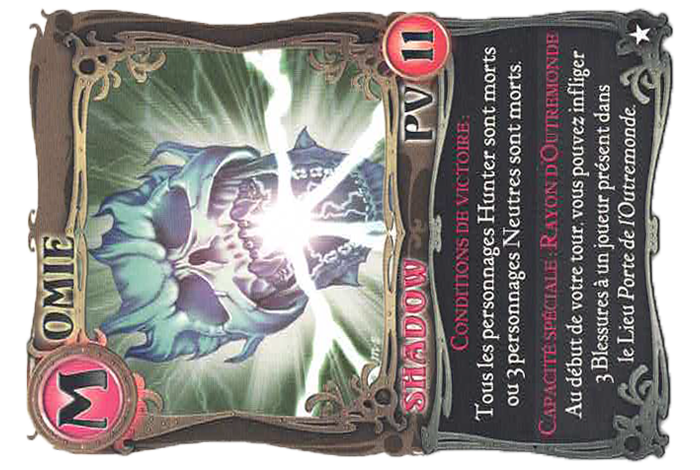 M OMIE
SHADOW PV 11
CONDITIONS DE VICTOIRE :
Tous les personnages Hunter sont morts
ou 3 personnages Neutres sont morts.
CAPACITÉ SPÉCIALE : RAYON D'OUTREMONDE
Au début de votre tour, vous pouvez infliger
3 Blessures à un joueur présent dans
le Lieu Porte de l'Outremonde.